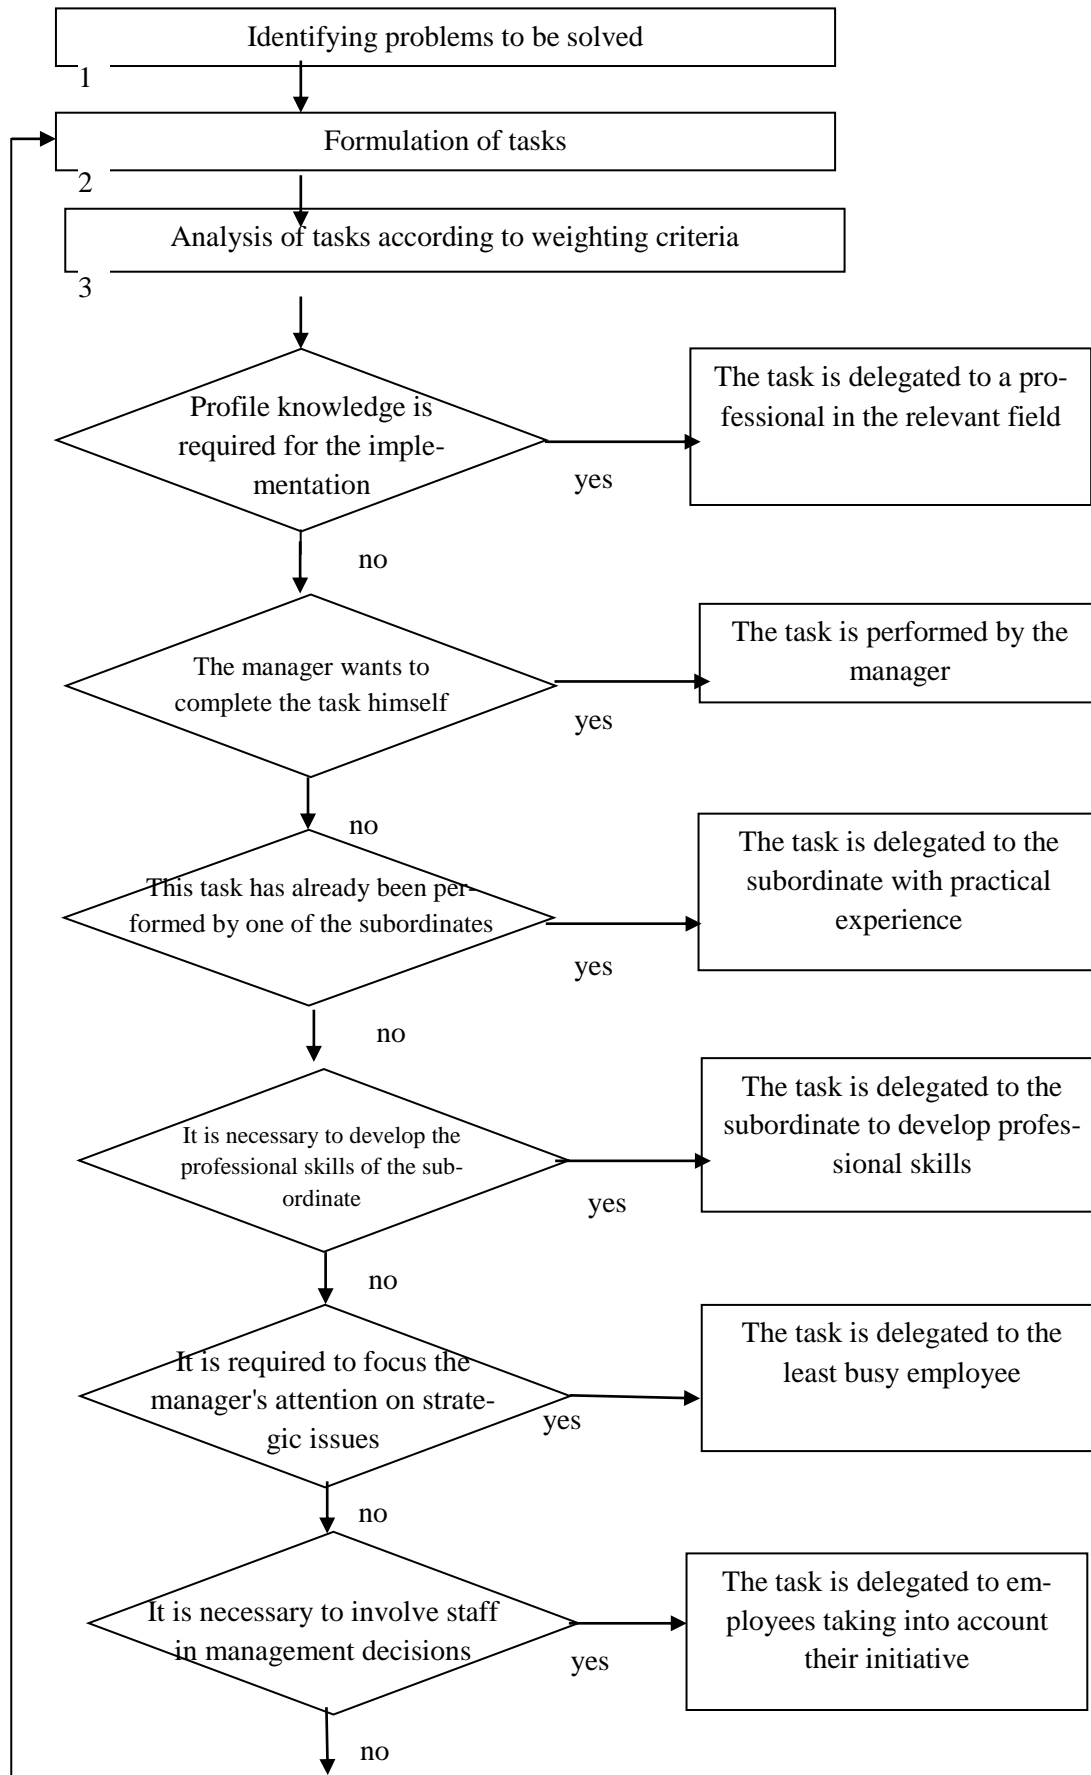 Identifying problems to be solved
1
Formulation of tasks
2
Analysis of tasks according to weighting criteria
3
Profile knowledge is
required for the imple-
mentation
yes
The task is delegated to a pro-
fessional in the relevant field
no
The manager wants to
complete the task himself
yes
The task is performed by the
manager
no
This task has already been per-
formed by one of the subordinates
yes
The task is delegated to the
subordinate with practical
experience
no
It is necessary to develop the
professional skills of the sub-
ordinate
yes
The task is delegated to the
subordinate to develop profes-
sional skills
no
It is required to focus the
manager's attention on strate-
gic issues
yes
The task is delegated to the
least busy employee
no
It is necessary to involve staff
in management decisions
yes
The task is delegated to em-
ployees taking into account
their initiative
no